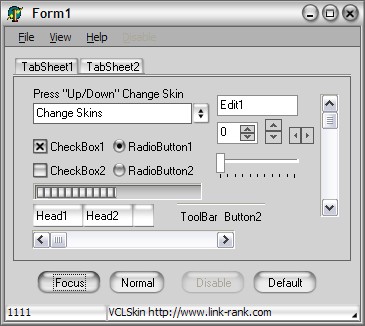 Form1
File View Help Disable
TabSheet1 TabSheet2
Press "Up/Down" Change Skin
Change Skins
Edit1
0
CheckBox1 RadioButton1
CheckBox2 RadioButton2
Head1 Head2
ToolBar Button2
Focus Normal Disable Default
1111 VCLSkin http://www.link-rank.com